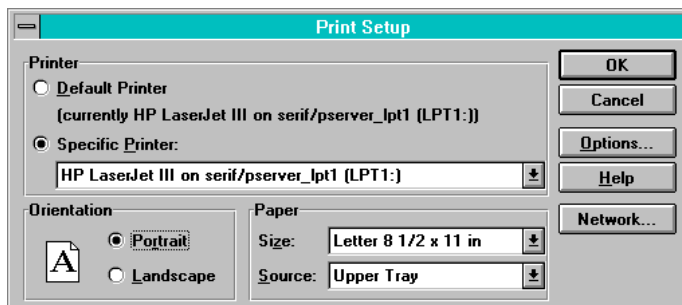 Print Setup
Printer
Default Printer
(currently HP LaserJet III on serif/pserver_lpt1 (LPT1:))
Specific Printer:
HP LaserJet III on serif/pserver_lpt1 (LPT1:)
OK
Cancel
Options...
Help
Network...
Orientation
A
Portrait
Landscape
Paper
Size: Letter 8 1/2 x 11 in
Source: Upper Tray